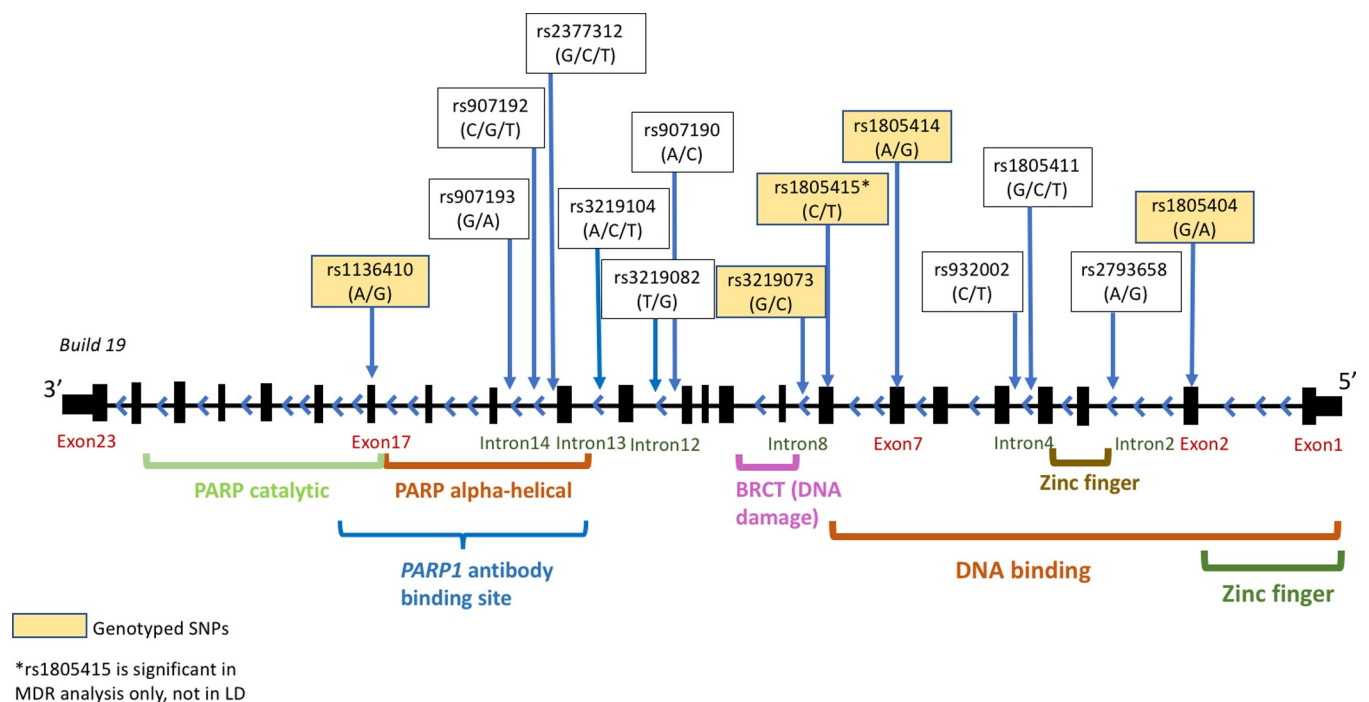 rs2377312
(G/C/T)
rs907192
(C/G/T)
rs907190
(A/C)
rs1805414
(A/G)
rs1805411
(G/C/T)
rs1805415*
(C/T)
rs907193
(G/A)
rs3219104
(A/C/T)
rs1805404
(G/A)
rs1136410
(A/G)
rs3219082
(T/G)
rs3219073
(G/C)
rs932002
(C/T)
rs2793658
(A/G)
Build 19
3’
5’
Exon23
Exon17
Intron14
Intron13
Intron12
Intron8
Exon7
Intron4
Intron2
Exon2
Exon1
PARP catalytic
PARP alpha-helical
BRCT (DNA
damage)
Zinc finger
PARP1 antibody
binding site
DNA binding
Zinc finger
Genotyped SNPs
*rs1805415 is significant in
MDR analysis only, not in LD